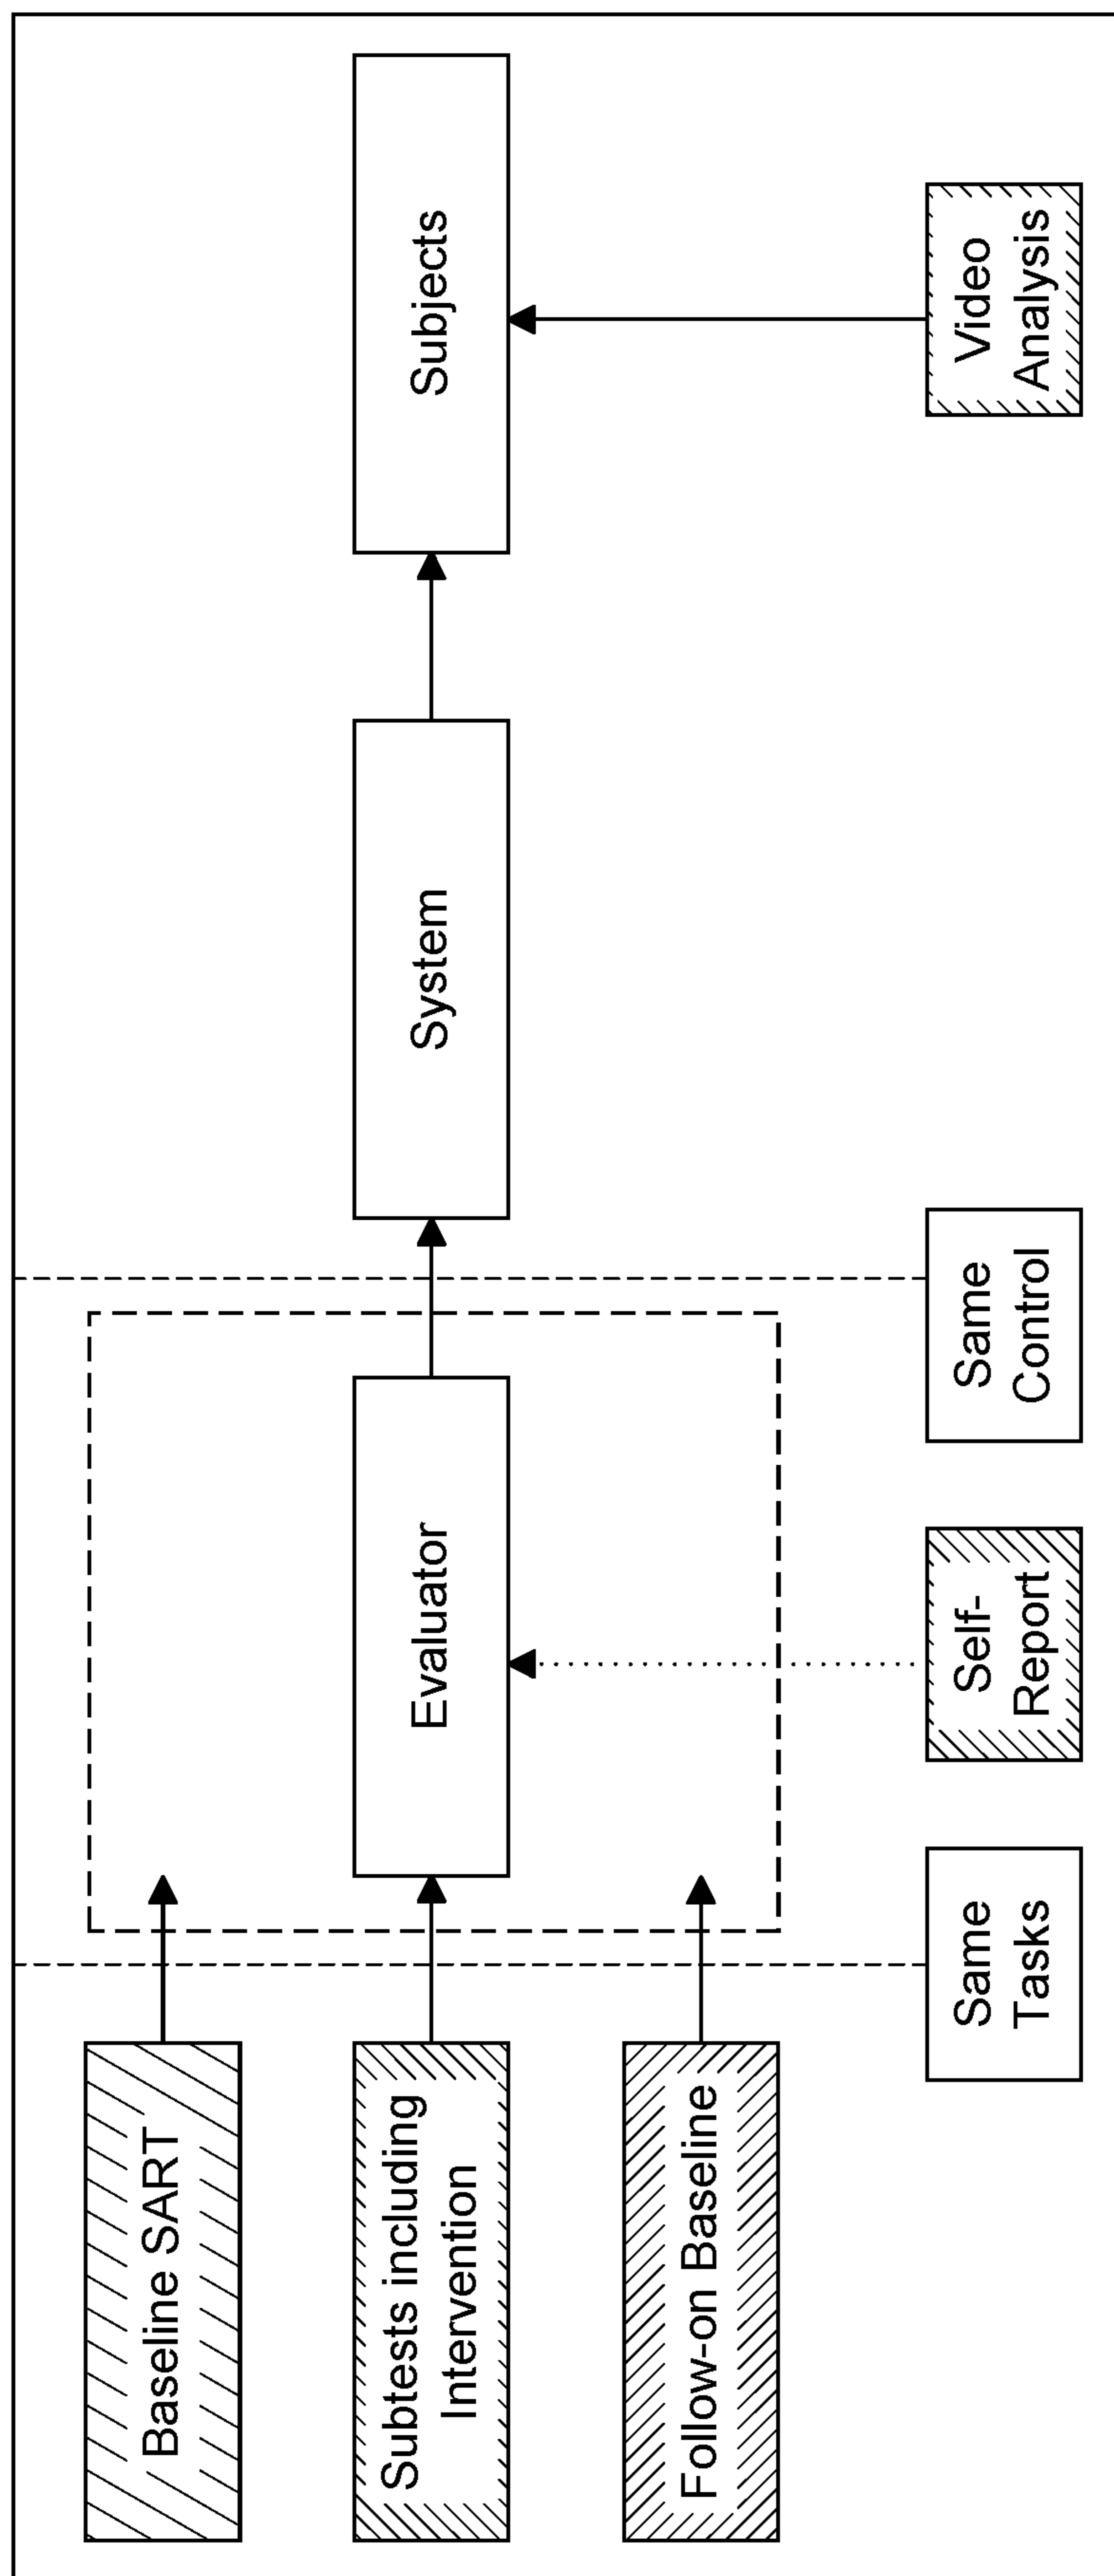 Baseline SART
Subtests including
Intervention
Follow-on Baseline
Evaluator
System
Subjects
Same
Tasks
Self-
Report
Same
Control
Video
Analysis